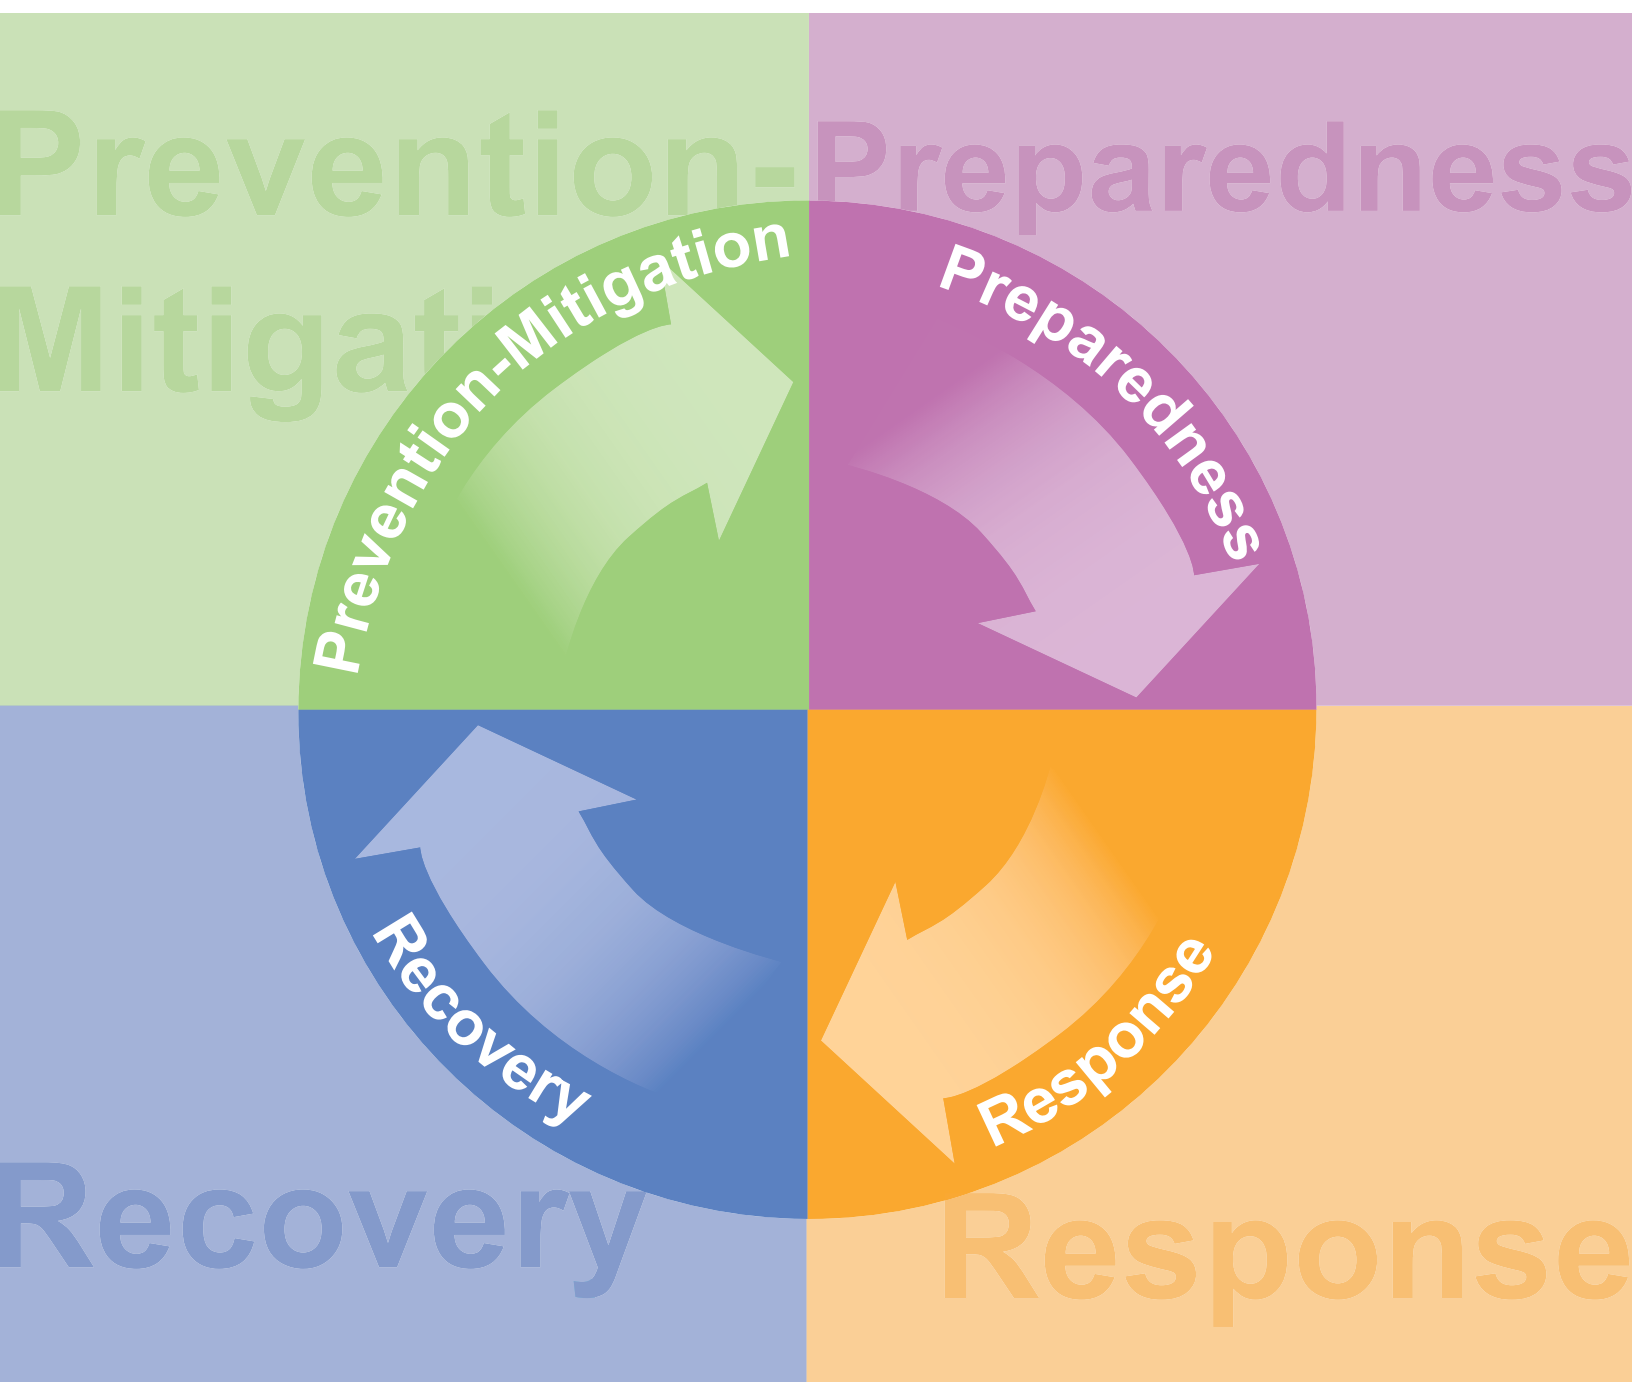 Prevention-
Mitigati
Preparedness
Prevention-Mitigation
Preparedness
Recovery
Response
Recovery
Response